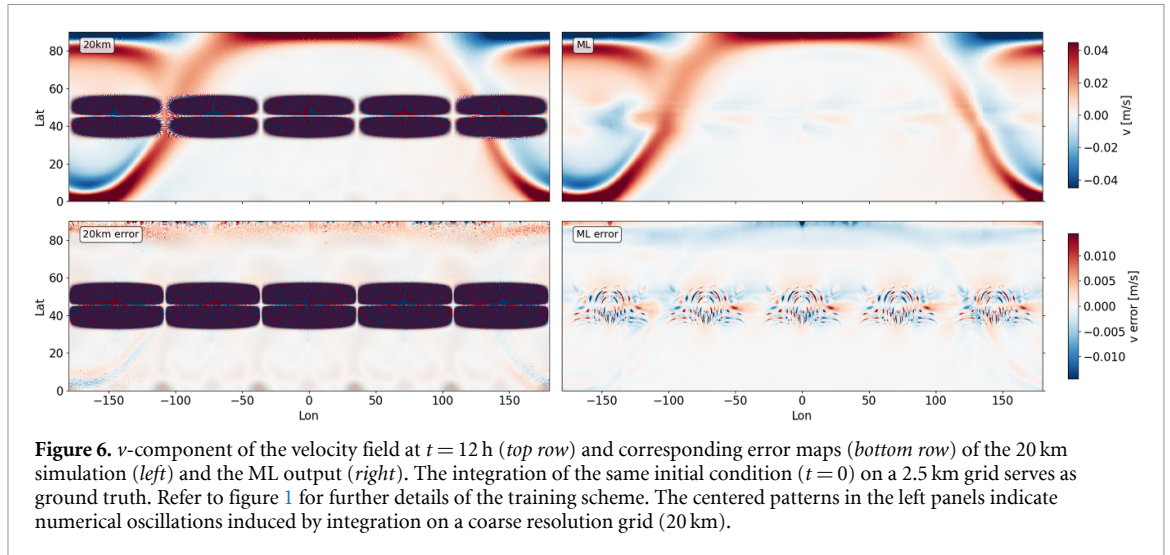 20km
ML
80
60
40
20
0
Lat
0.04
0.02
0.00
−0.02
−0.04
v [m/s]
20km error
ML error
80
60
40
20
0
Lat
0.010
0.005
0.000
−0.005
−0.010
v error [m/s]
−150 −100 −50 0 50 100 150
Lon
−150 −100 −50 0 50 100 150
Lon
Figure 6. v-component of the velocity field at t = 12 h (top row) and corresponding error maps (bottom row) of the 20 km
simulation (left) and the ML output (right). The integration of the same initial condition (t = 0) on a 2.5 km grid serves as
ground truth. Refer to figure 1 for further details of the training scheme. The centered patterns in the left panels indicate
numerical oscillations induced by integration on a coarse resolution grid (20 km).